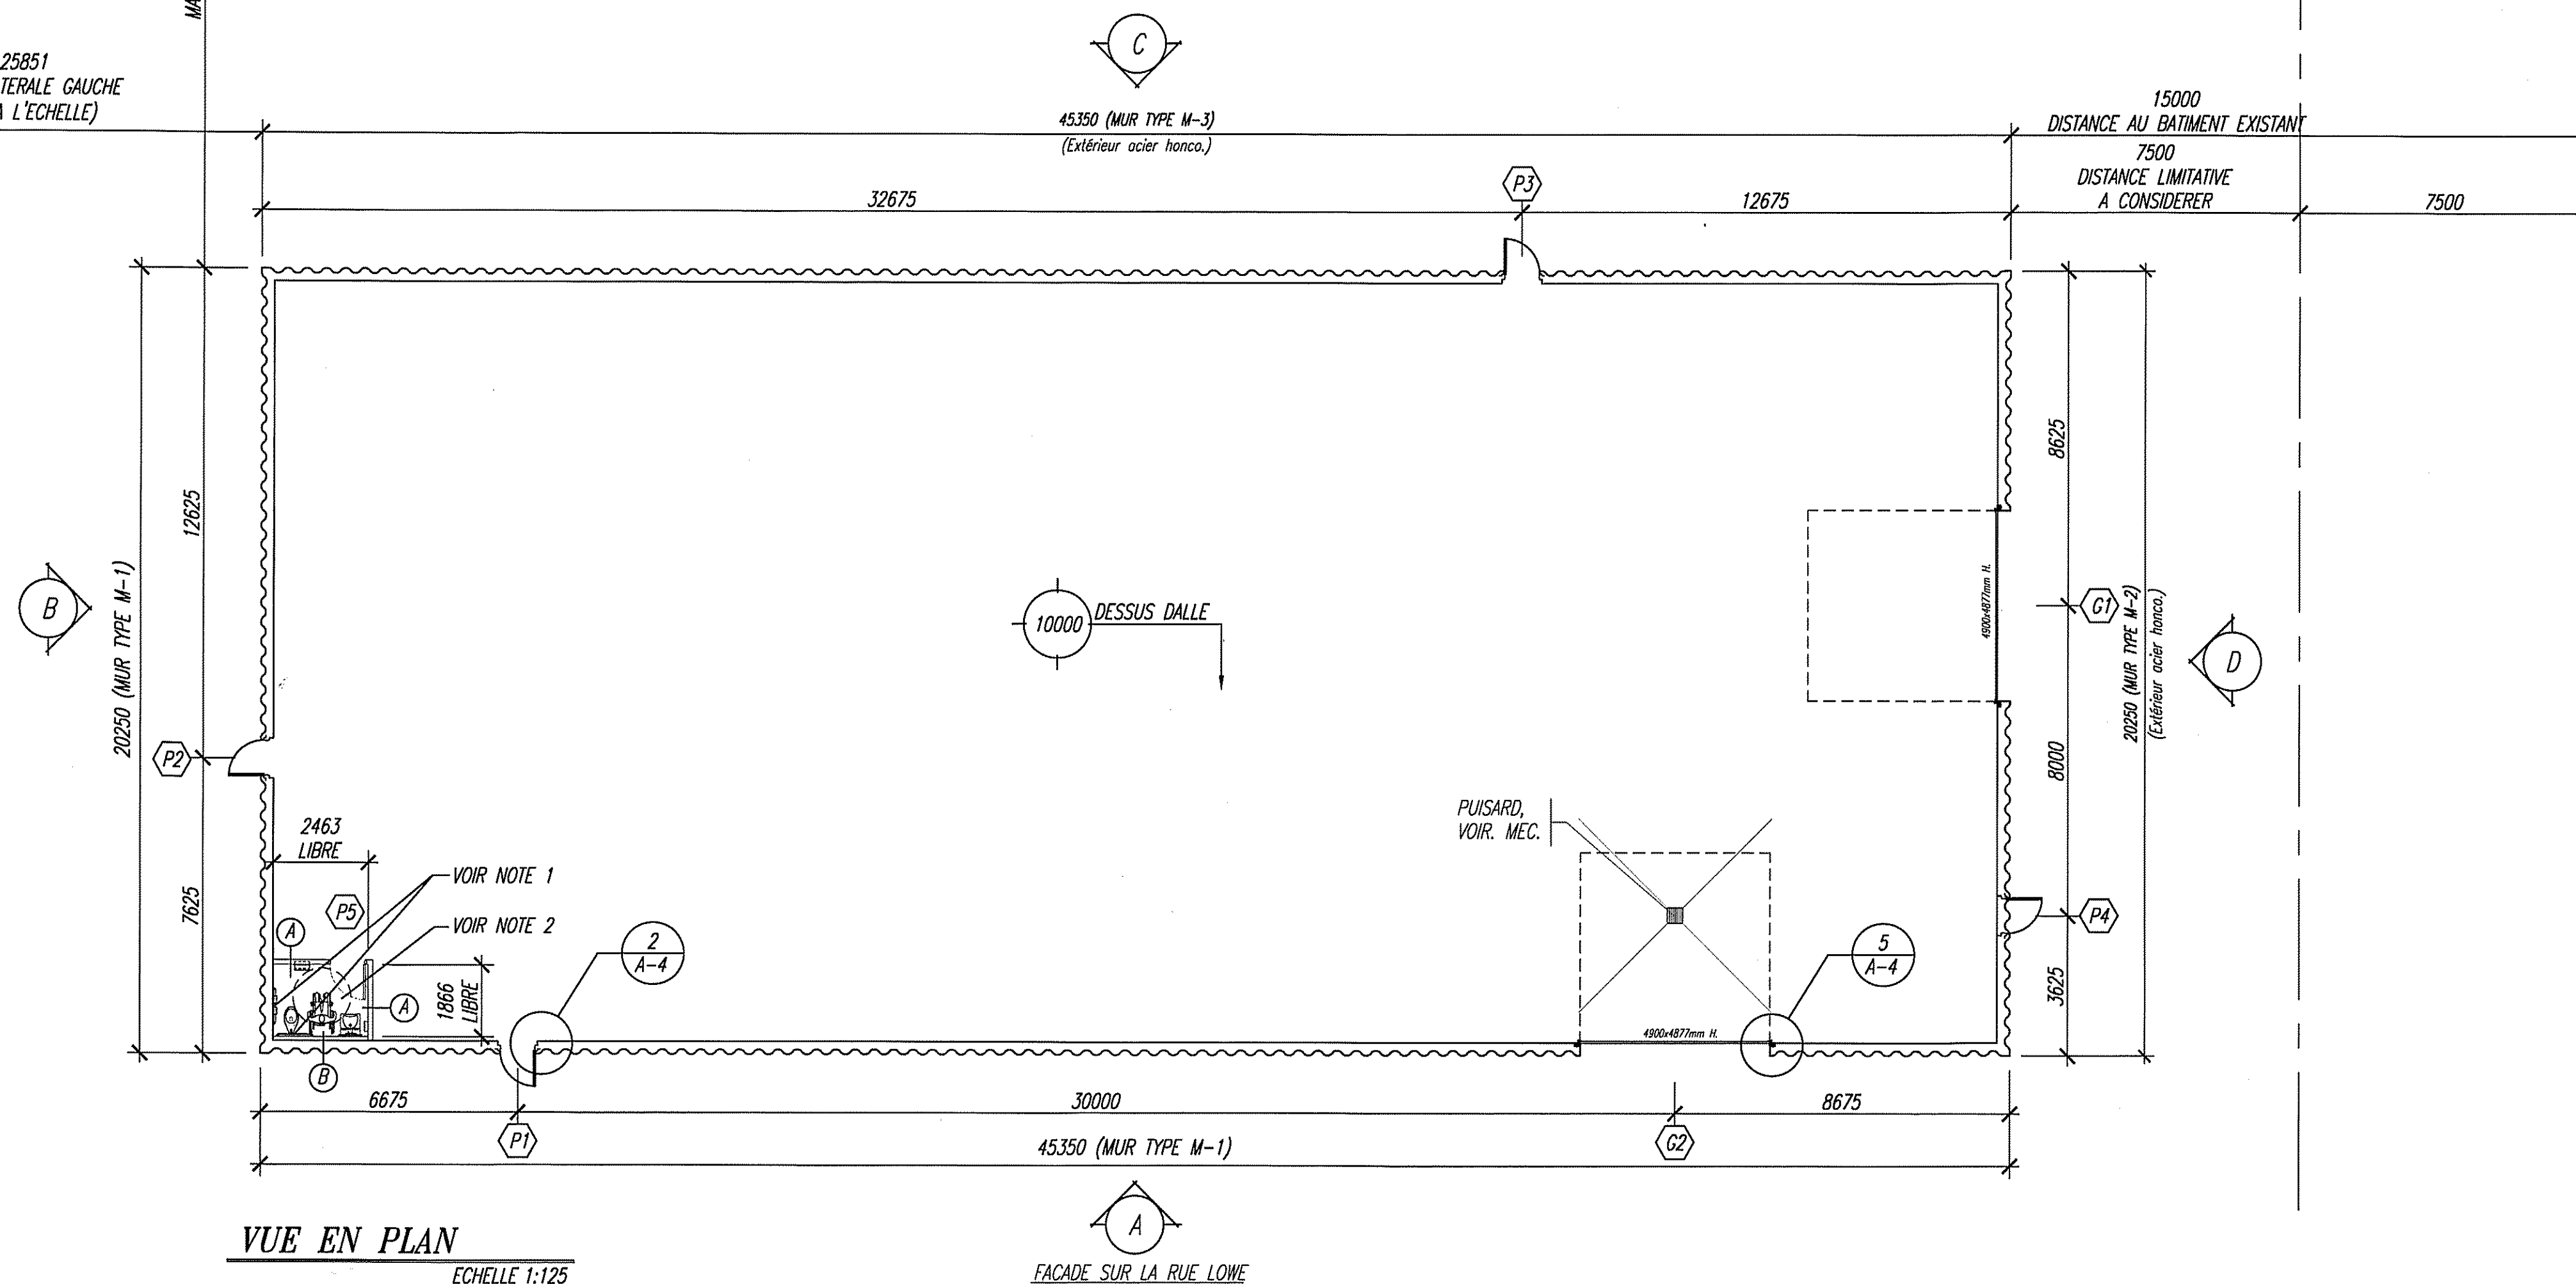 MA
25851
TERALE GAUCHE
A L'ECHELLE)
C
45350 (MUR TYPE M-3)
(Extérieur acier honco.)
15000
DISTANCE AU BATIMENT EXISTANT
7500
DISTANCE LIMITATIVE
A CONSIDERER
7500
32675
P3
12675
8625
12625
20250 (MUR TYPE M-1)
B
10000
DESSUS DALLE
4900x4877mm H.
G1
20250 (MUR TYPE M-2)
(Extérieur acier honco.)
D
P2
8000
2463
LIBRE
PUISARD,
VOIR. MEC.
VOIR NOTE 1
7625
P5
VOIR NOTE 2
A
P4
2
A-4
5
A-4
3625
1866
LIBRE
A
4900x4877mm H.
B
6675
30000
8675
P1
G2
45350 (MUR TYPE M-1)
A
VUE EN PLAN
ECHELLE 1:125
FACADE SUR LA RUE LOWE